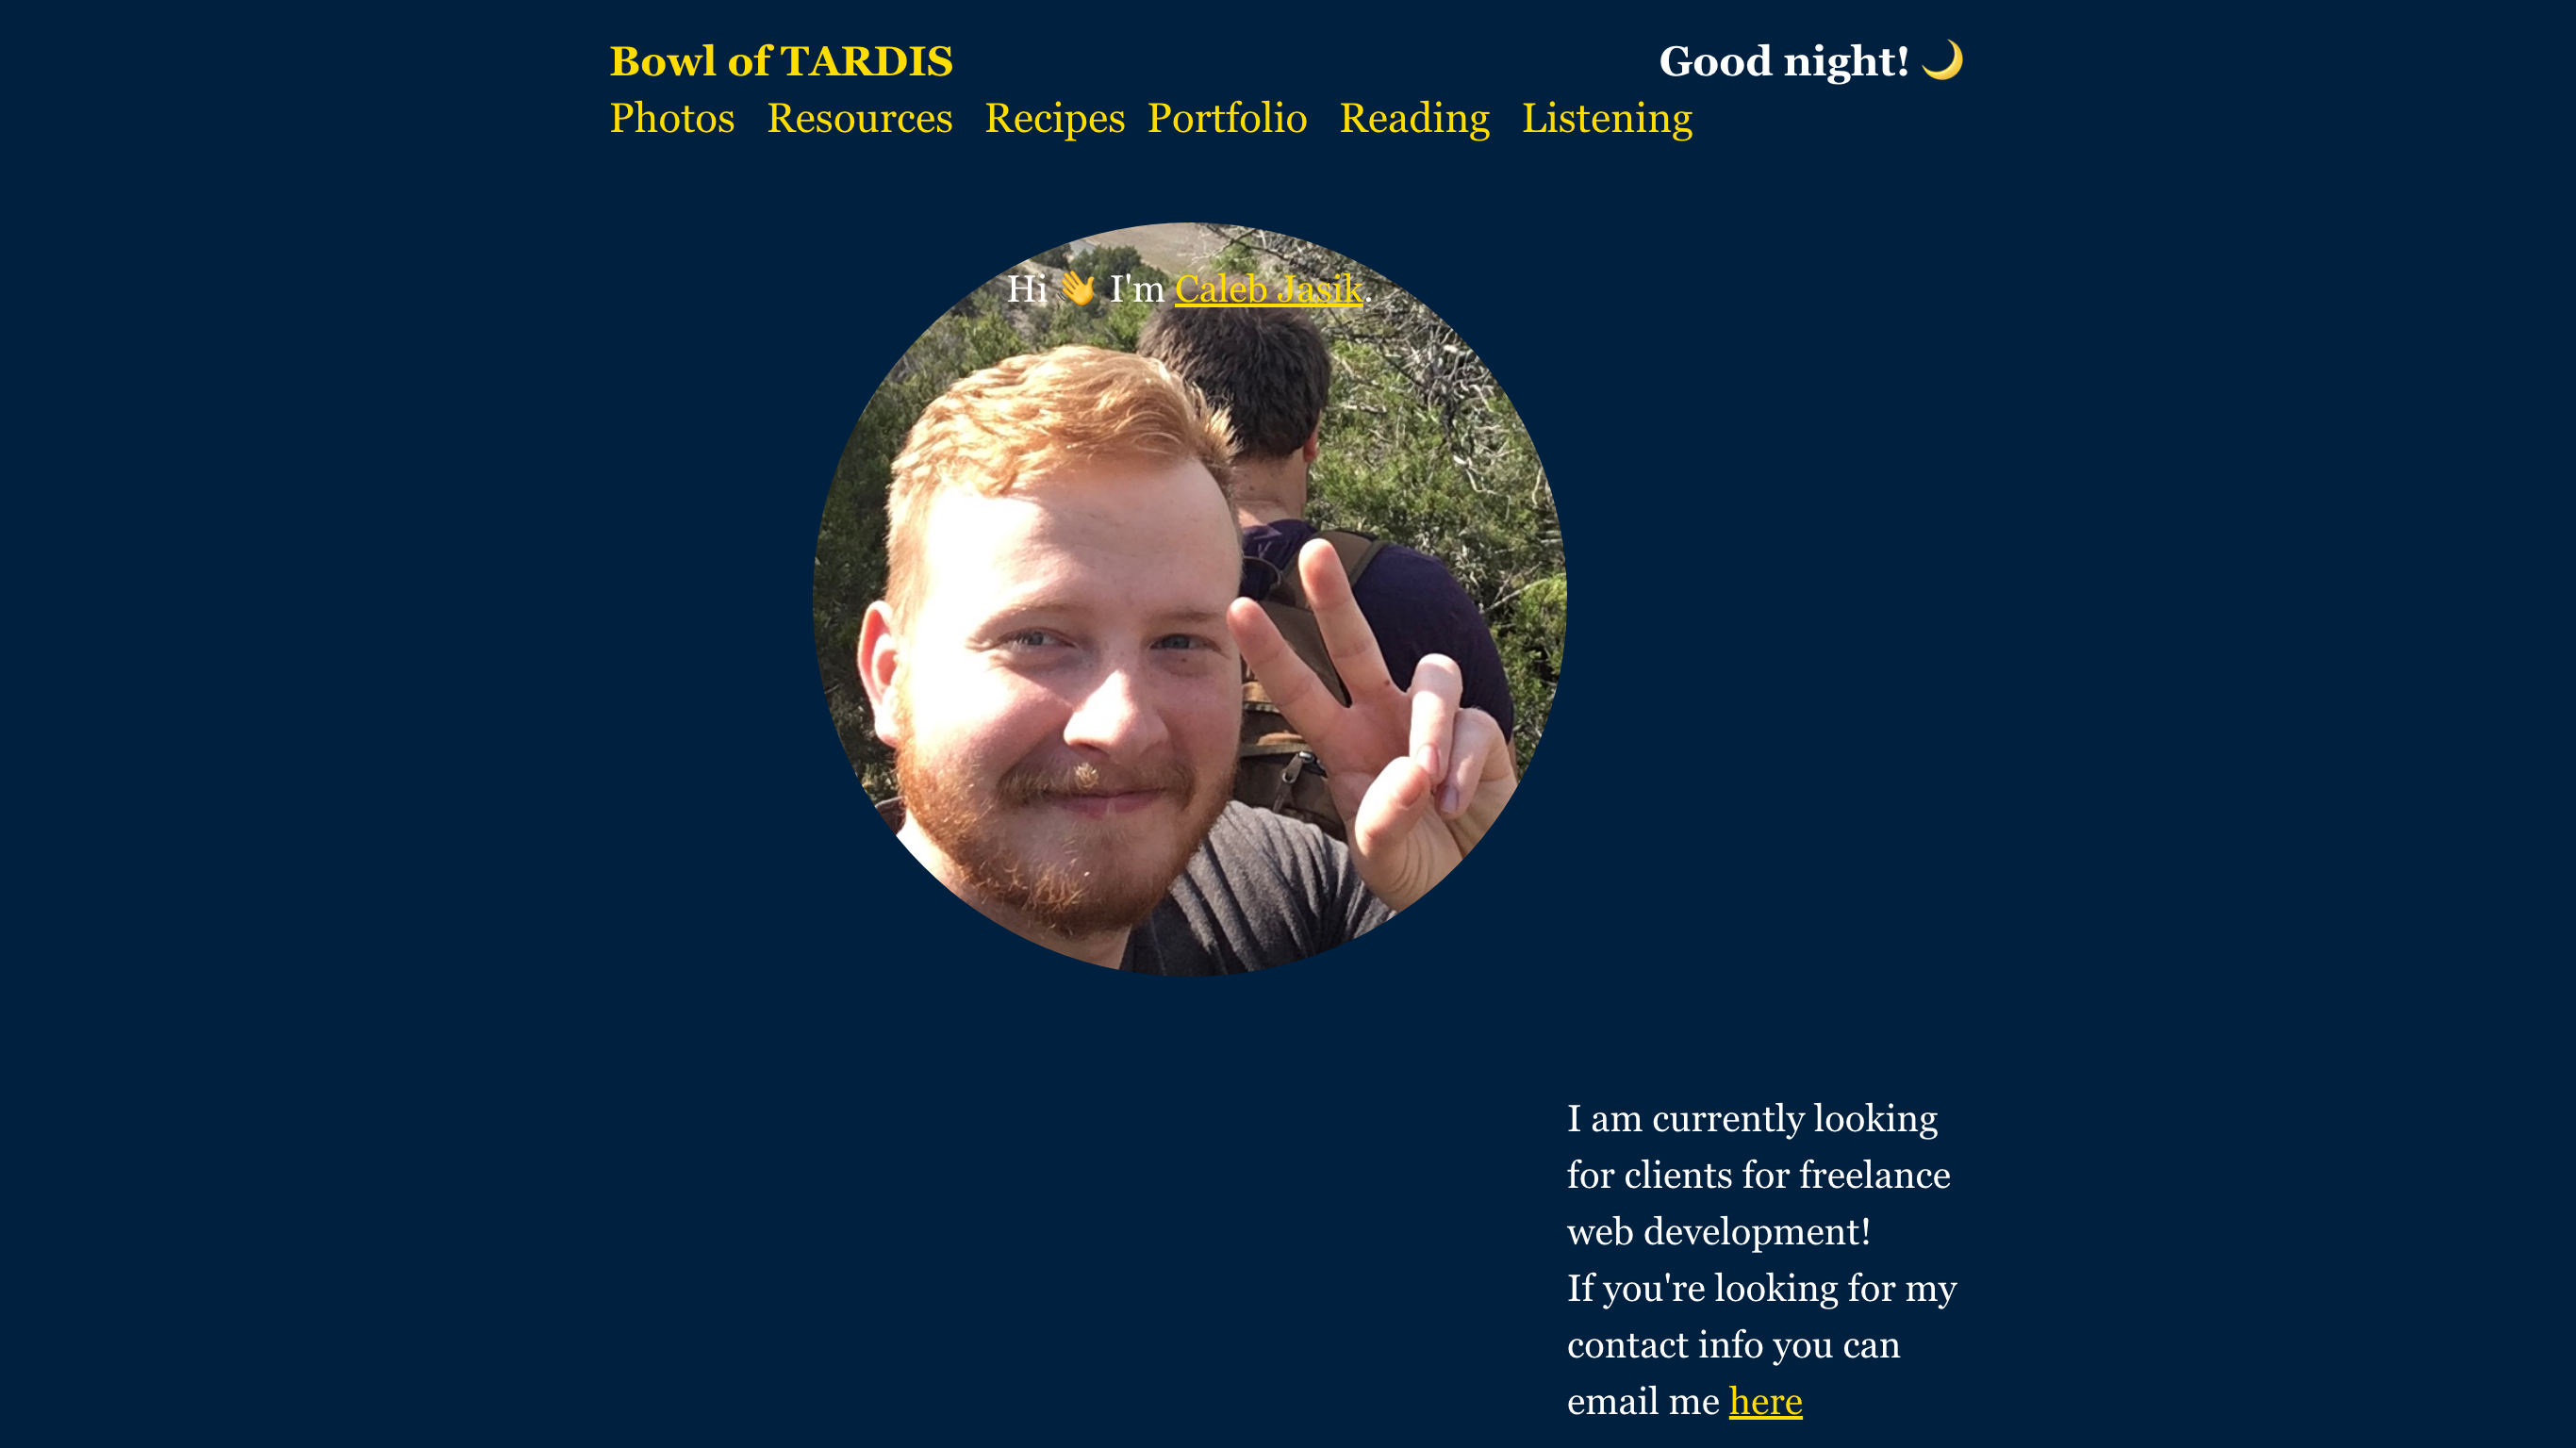 Bowl of TARDIS
Good night! 🌙
Photos Resources Recipes Portfolio Reading Listening
Hi 👋 I'm Caleb Jasik.
I am currently looking
for clients for freelance
web development!
If you're looking for my
contact info you can
email me here